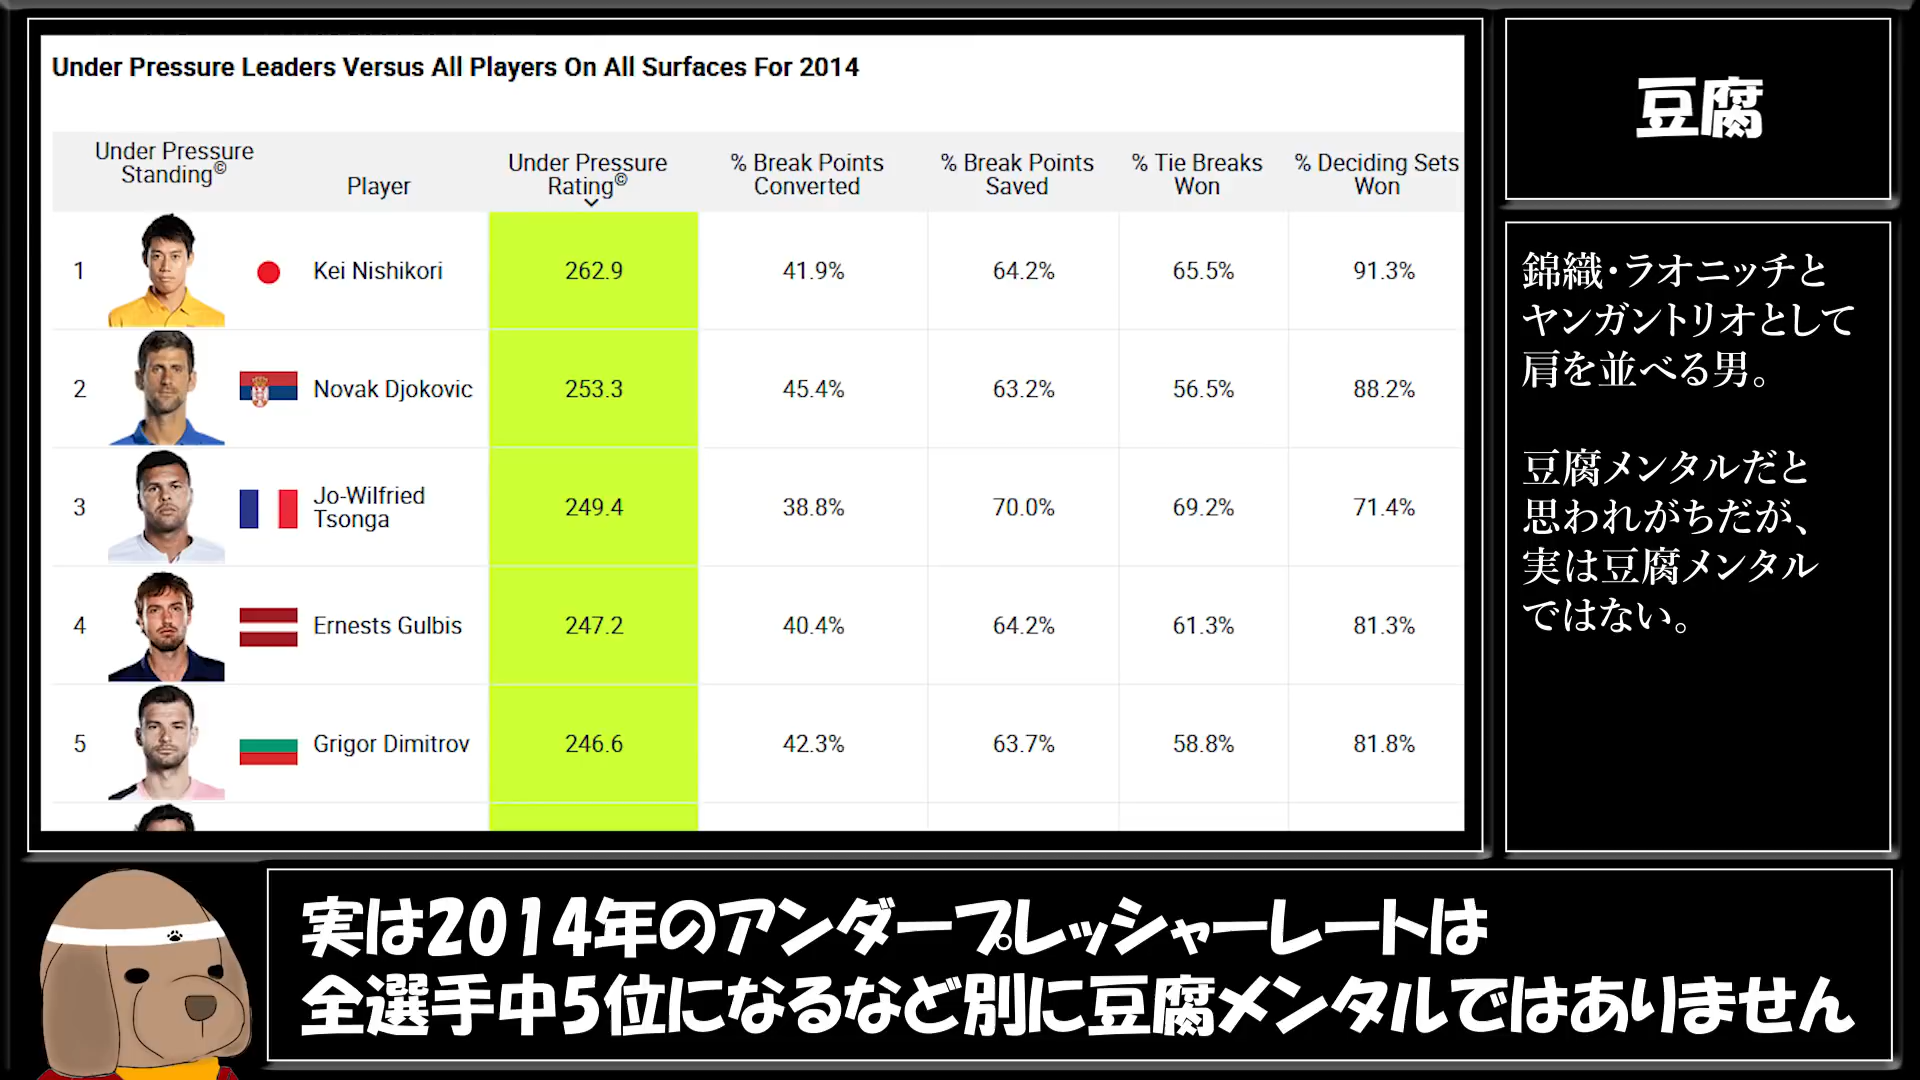 Under Pressure Leaders Versus All Players On All Surfaces For 2014
Under Pressure Standing© Player Under Pressure Rating© % Break Points Converted % Break Points Saved % Tie Breaks Won % Deciding Sets Won
1 Kei Nishikori 262.9 41.9% 64.2% 65.5% 91.3%
2 Novak Djokovic 253.3 45.4% 63.2% 56.5% 88.2%
3 Jo-Wilfried Tsonga 249.4 38.8% 70.0% 69.2% 71.4%
4 Ernests Gulbis 247.2 40.4% 64.2% 61.3% 81.3%
5 Grigor Dimitrov 246.6 42.3% 63.7% 58.8% 81.8%
豆腐
錦織・ラオニッチと
ヤンガントリオとして
肩を並べる男。
豆腐メンタルだと
思われがちだが、
実は豆腐メンタル
ではない。
実は2014年のアンダープレッシャーレートは
全選手中5位になるなど別に豆腐メンタルではありません